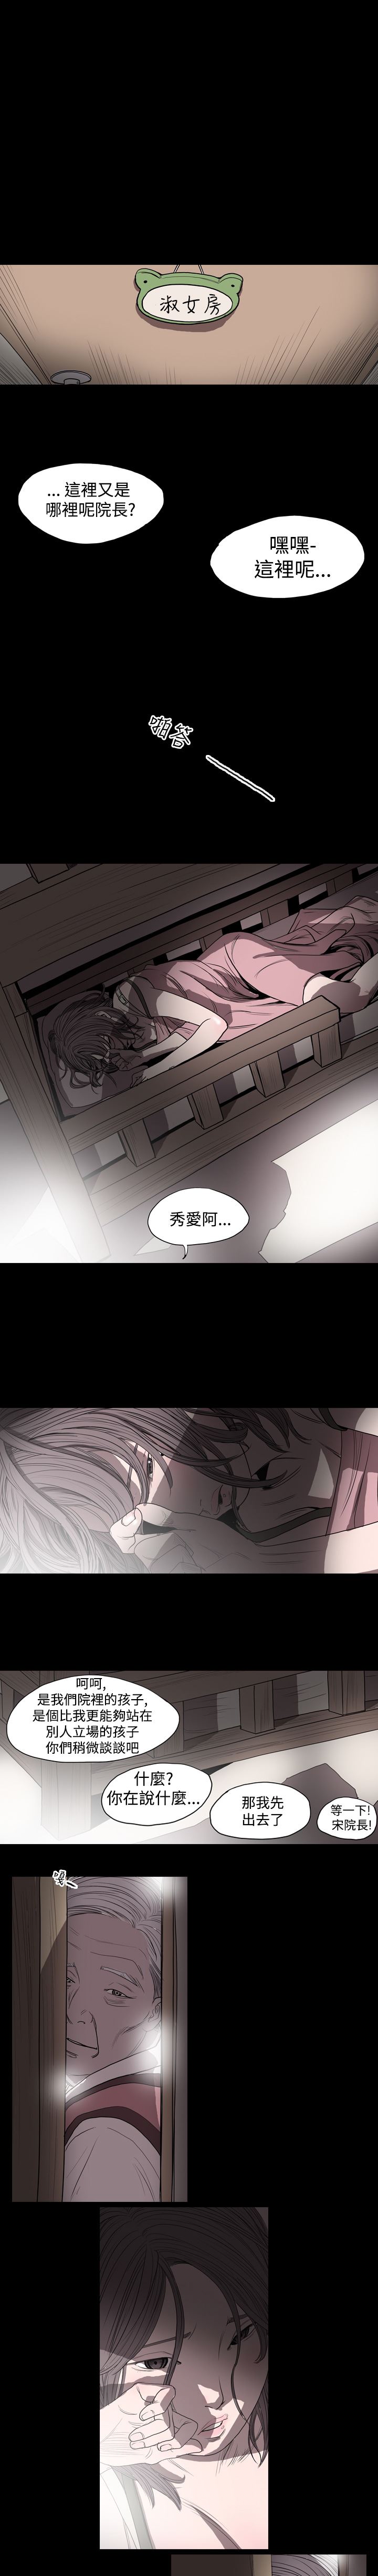 淑女房
... 這裡又是
哪裡呢院長?
嘿嘿-
這裡呢...
啪答
秀愛阿...
呵呵,
是我們院裡的孩子,
是個比我更能夠站在
別人立場的孩子
你們稍微談談吧
什麼?
你在說什麼...
那我先
出去了
等一下!
宋院長!